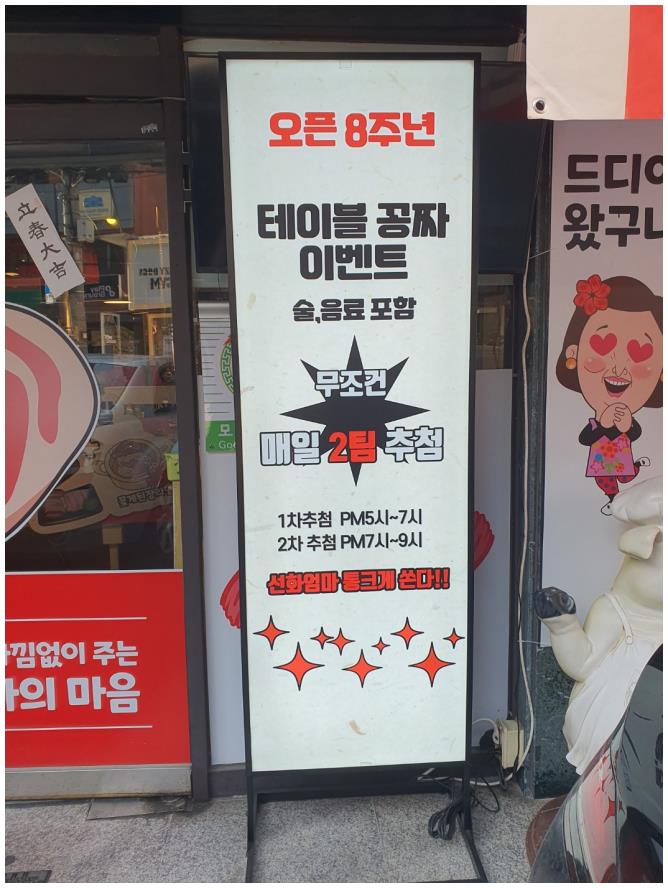 오픈 8주년
테이블 꽁짜
이벤트
술,음료 포함
무조건
매일 2팀 추첨
1차추첨 PM5시~7시
2차 추첨 PM7시~9시
선화엄마 통크게 쏜다!!
立春大吉
낌없이 주는
의 마음
드디어
왔구나
모
Go